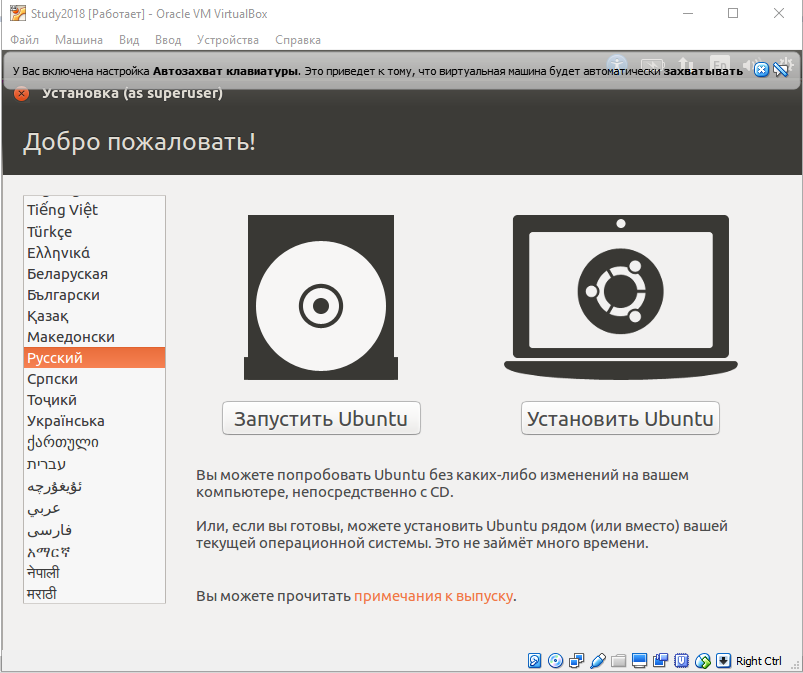 Study2018 [Работает] - Oracle VM VirtualBox
Файл Машина Вид Ввод Устройства Справка
У Вас включена настройка Автозахват клавиатуры. Это приведет к тому, что виртуальная машина будет автоматически захватывать
Установка (as superuser)
Добро пожаловать!
Tiếng Việt
Türkçe
Ελληνικά
Беларуская
Български
Қазақ
Македонски
Русский
Српски
Тоҷикӣ
Українська
ქართული
עברית
ئۇيغۇرچە
عربي
فارسی
አማርኛ
नेपाली
मराठी
Запустить Ubuntu
Установить Ubuntu
Вы можете попробовать Ubuntu без каких-либо изменений на вашем
компьютере, непосредственно с CD.
Или, если вы готовы, можете установить Ubuntu рядом (или вместо) вашей
текущей операционной системы. Это не займёт много времени.
Вы можете прочитать примечания к выпуску.
Right Ctrl